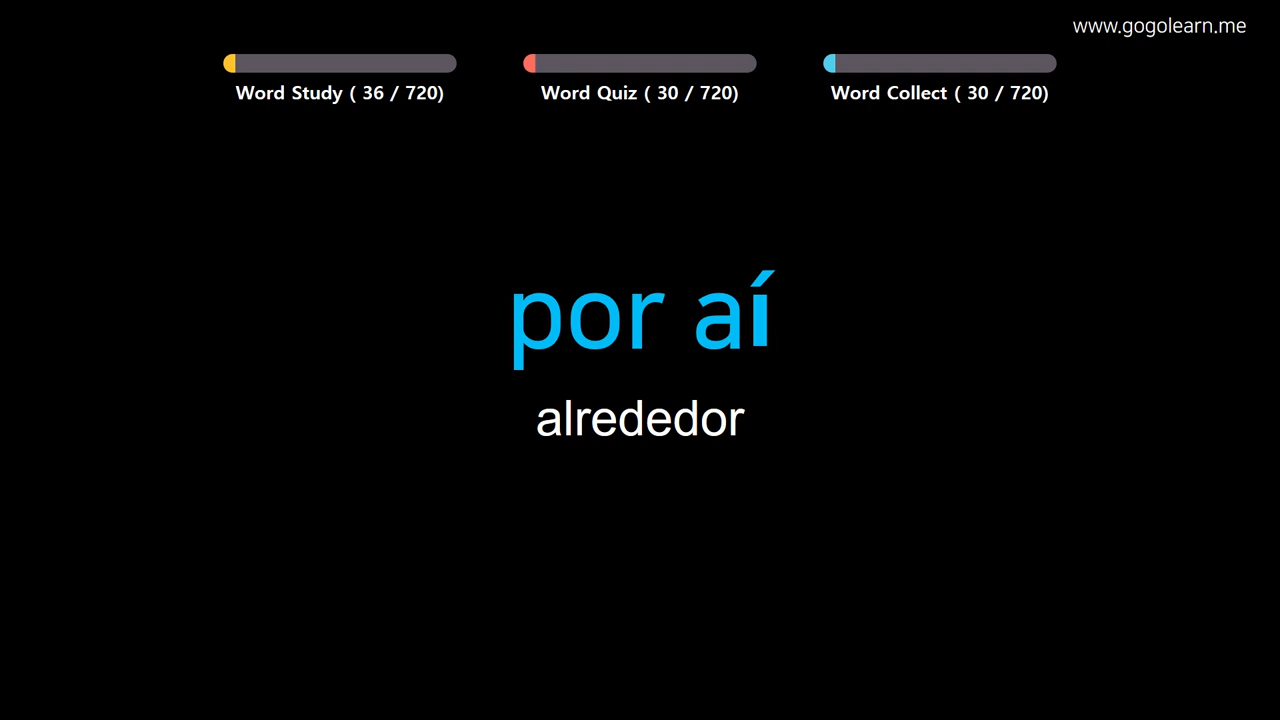 www.gogolearn.me
Word Study ( 36 / 720)
Word Quiz ( 30 / 720)
Word Collect ( 30 / 720)
por aí
alrededor